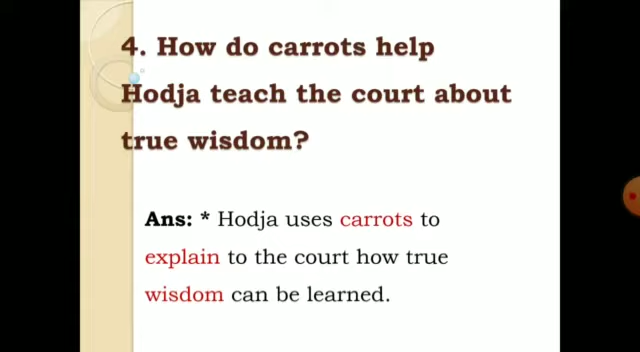 4. How do carrots help
Hodja teach the court about
true wisdom?
Ans: * Hodja uses carrots to
explain to the court how true
wisdom can be learned.